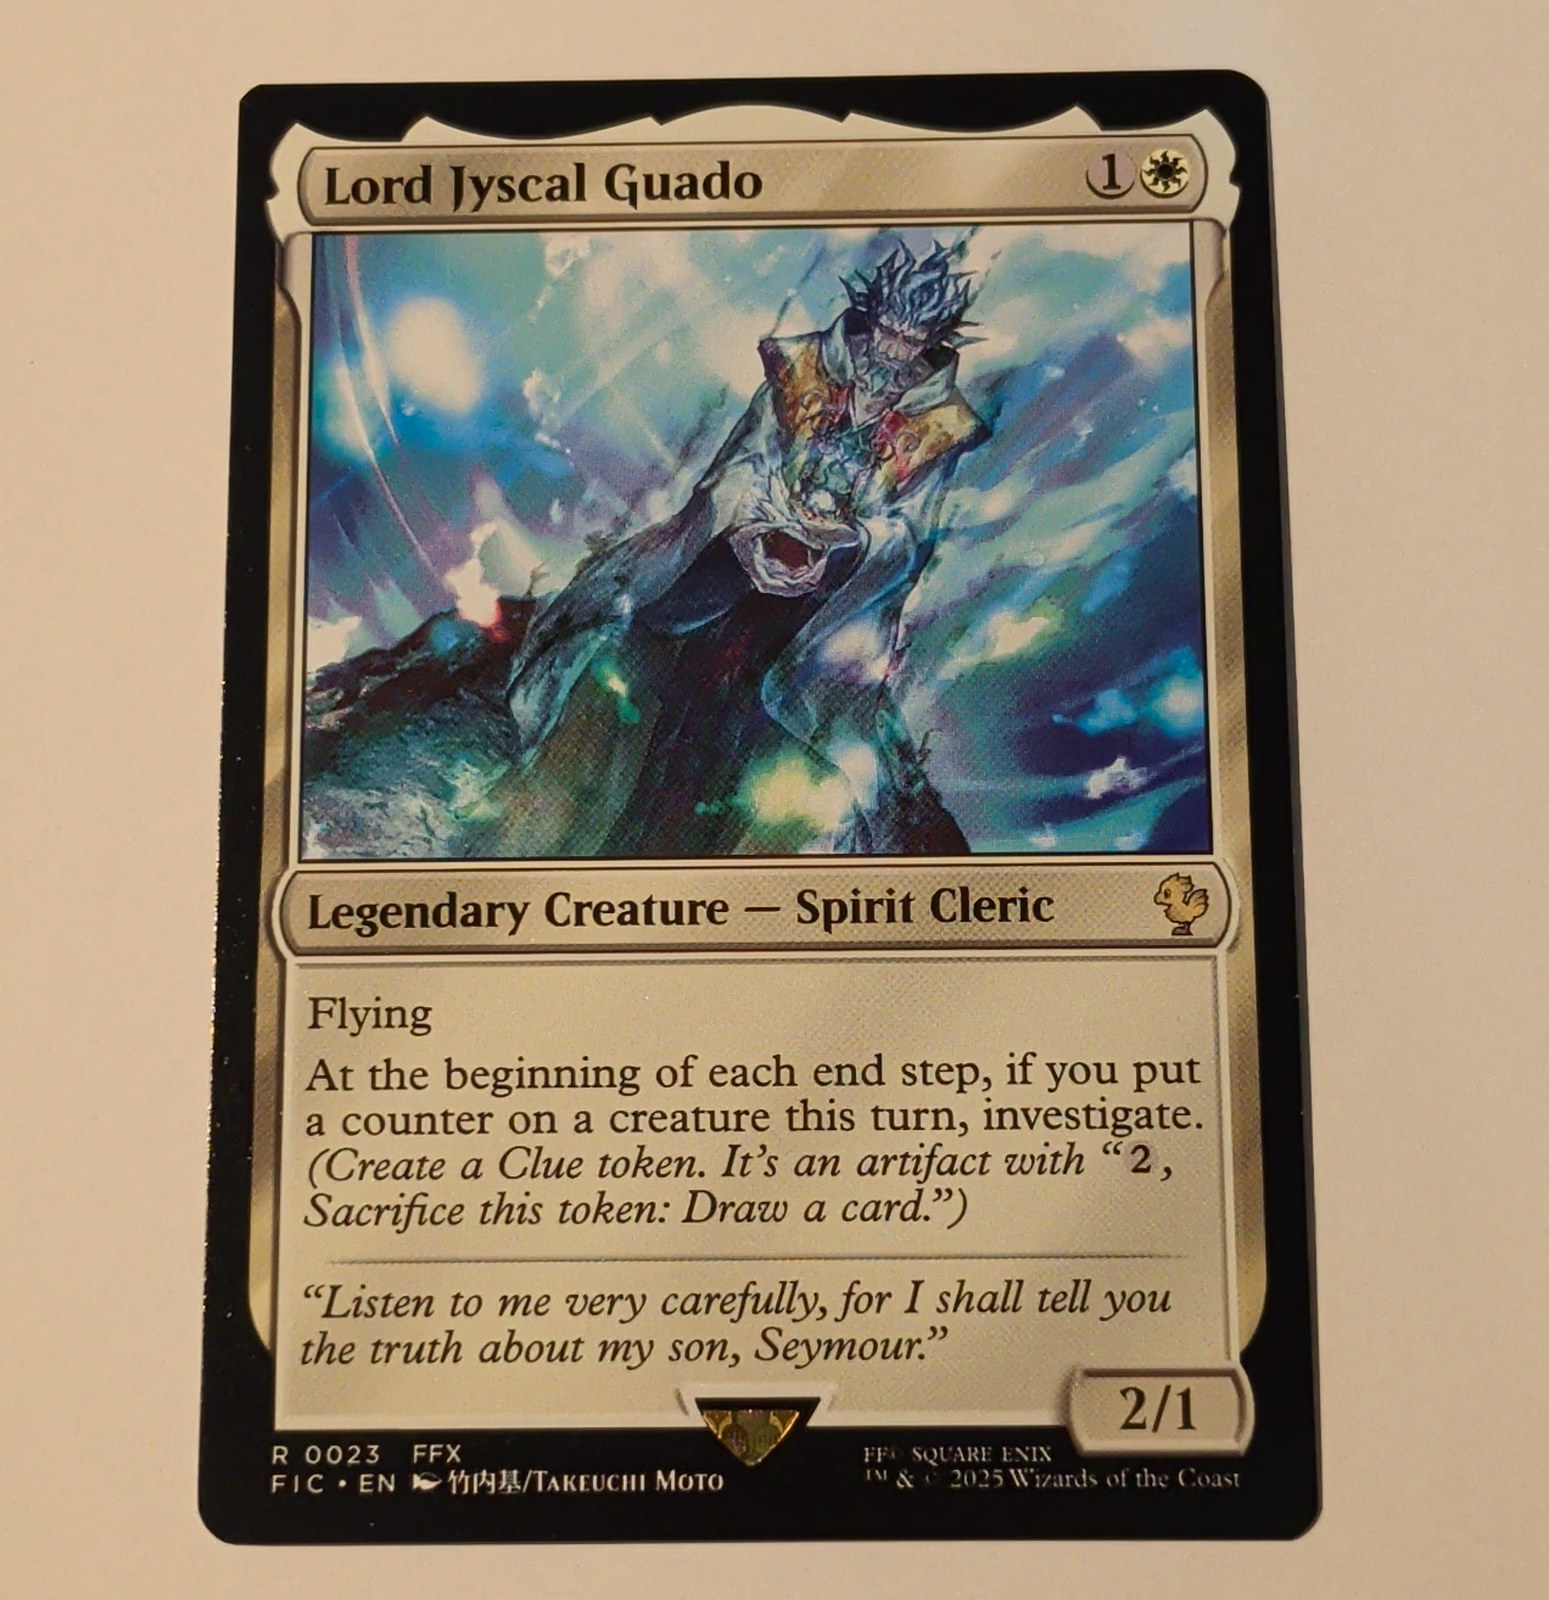 Lord Jyscal Guado 1
Legendary Creature — Spirit Cleric
Flying
At the beginning of each end step, if you put
a counter on a creature this turn, investigate.
(Create a Clue token. It's an artifact with “2,
Sacrifice this token: Draw a card.”)
“Listen to me very carefully, for I shall tell you
the truth about my son, Seymour.”
2/1
R 0023 FFX
FIC • EN 竹内基/TAKEUCHI MOTO
FF© SQUARE ENIX
™ & © 2025 Wizards of the Coast